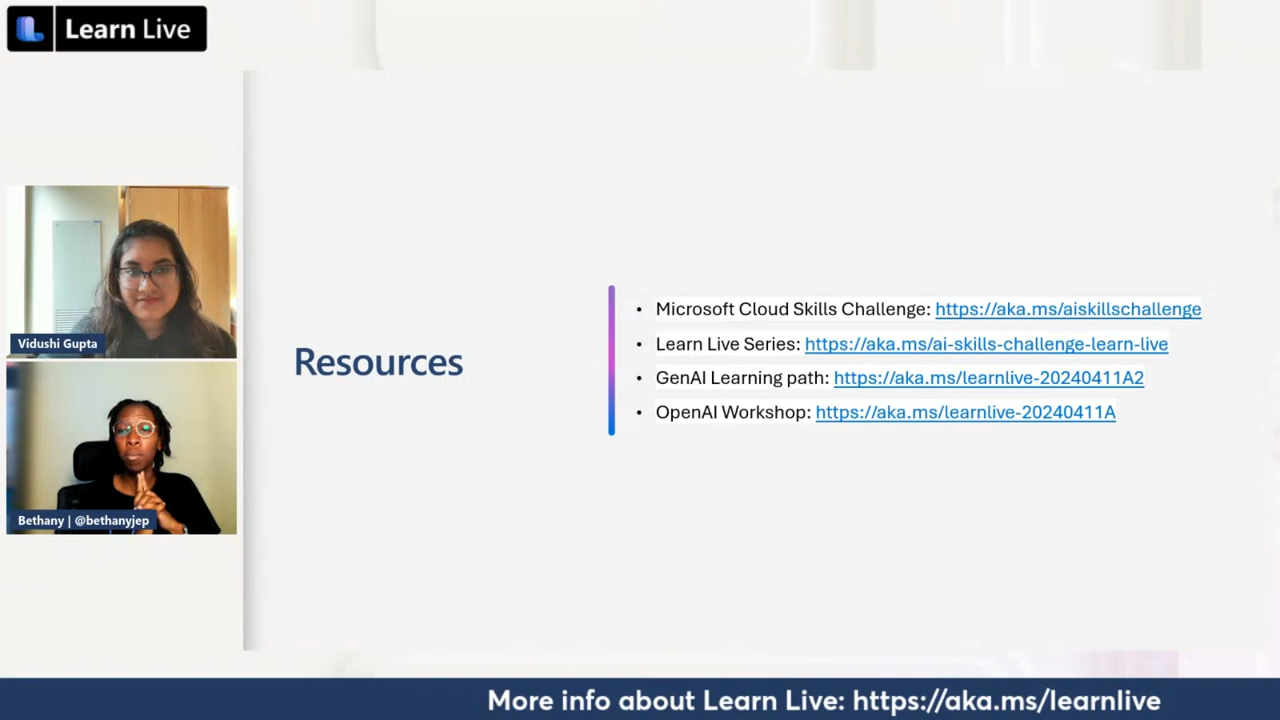 Learn Live
Vidushi Gupta
Bethany | @bethanyjep
Resources
• Microsoft Cloud Skills Challenge: https://aka.ms/aiskillschallenge
• Learn Live Series: https://aka.ms/ai-skills-challenge-learn-live
• GenAI Learning path: https://aka.ms/learnlive-20240411A2
• OpenAI Workshop: https://aka.ms/learnlive-20240411A
More info about Learn Live: https://aka.ms/learnlive